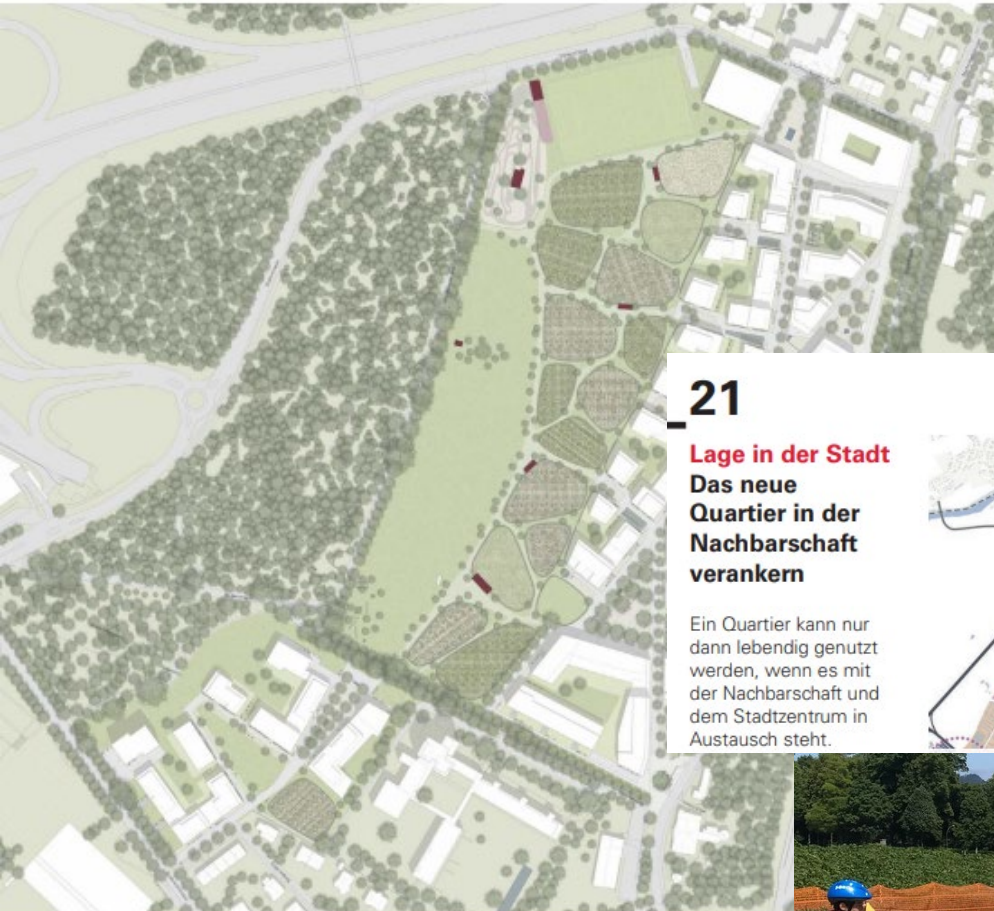 _21
Lage in der Stadt
Das neue
Quartier in der
Nachbarschaft
verankern
Ein Quartier kann nur
dann lebendig genutzt
werden, wenn es mit
der Nachbarschaft und
dem Stadtzentrum in
Austausch steht.